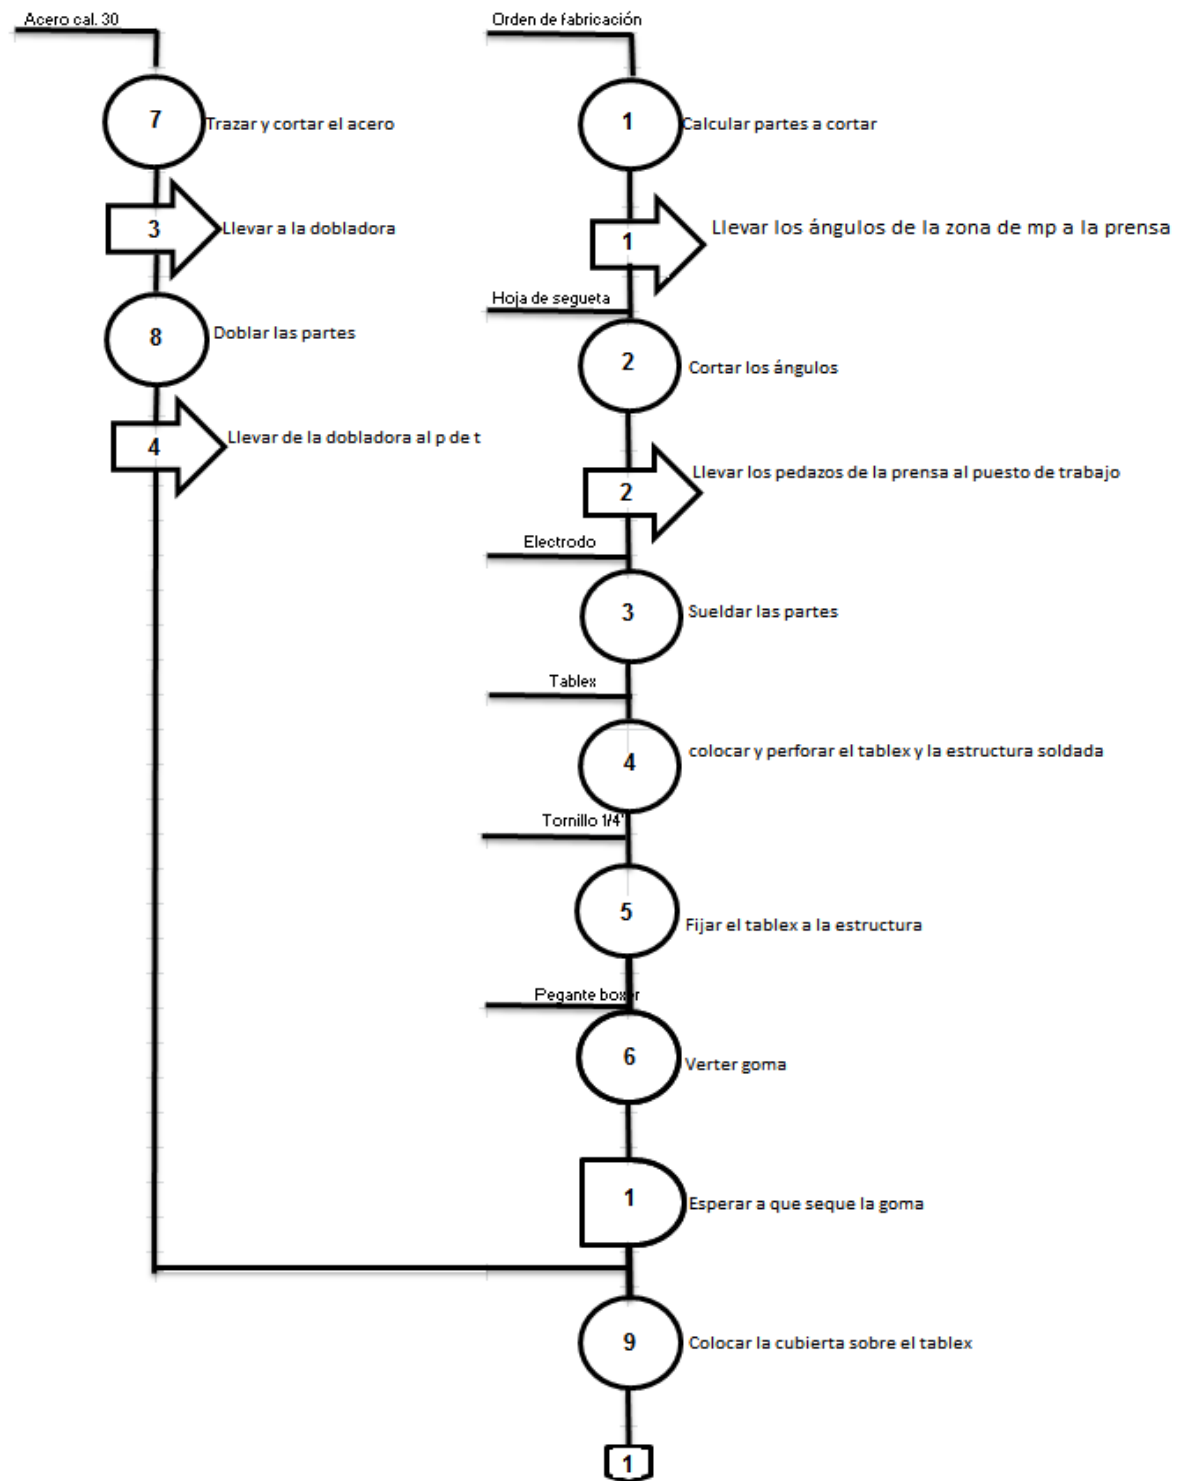 Acero cal. 30
7
Trazar y cortar el acero
3
Llevar a la dobladora
8
Doblar las partes
4
Llevar de la dobladora al p de t
Orden de fabricación
1
Calcular partes a cortar
1
Llevar los ángulos de la zona de mp a la prensa
Hoja de segueta
2
Cortar los ángulos
2
Llevar los pedazos de la prensa al puesto de trabajo
Electrodo
3
Sueldar las partes
Tablex
4
colocar y perforar el tablex y la estructura soldada
Tornillo 1/4"
5
Fijar el tablex a la estructura
Pegante boxer
6
Verter goma
1
Esperar a que seque la goma
9
Colocar la cubierta sobre el tablex
1